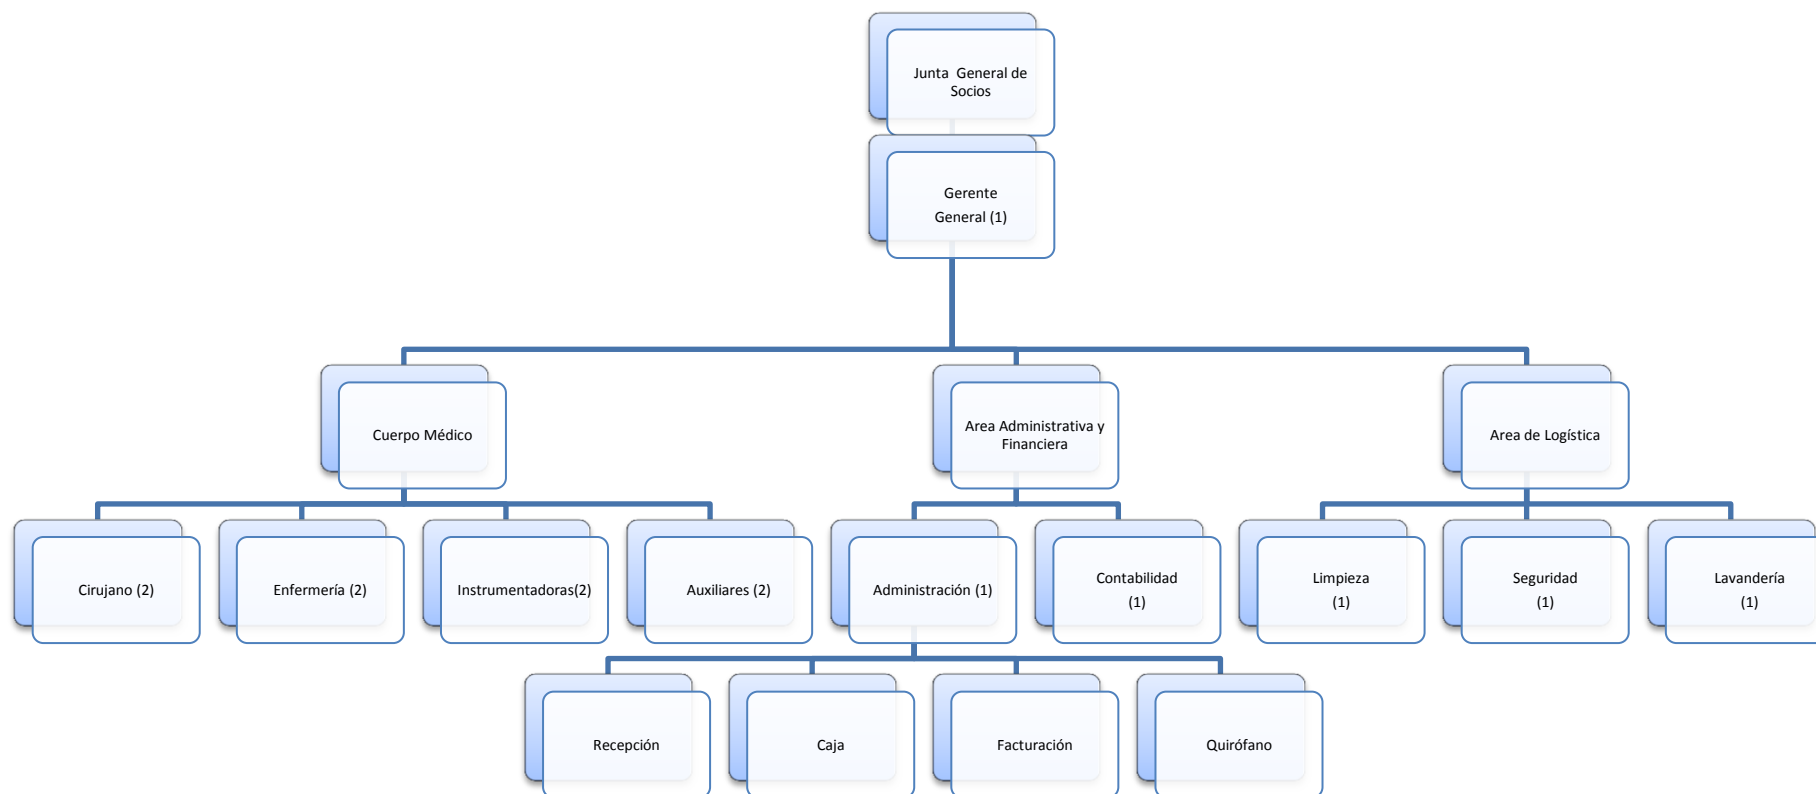 Junta General de
Socios
Gerente
General (1)
Cuerpo Médico
Area Administrativa y
Financiera
Area de Logística
Cirujano (2)
Enfermería (2)
Instrumentadoras(2)
Auxiliares (2)
Administración (1)
Contabilidad
(1)
Limpieza
(1)
Seguridad
(1)
Lavandería
(1)
Recepción
Caja
Facturación
Quirófano